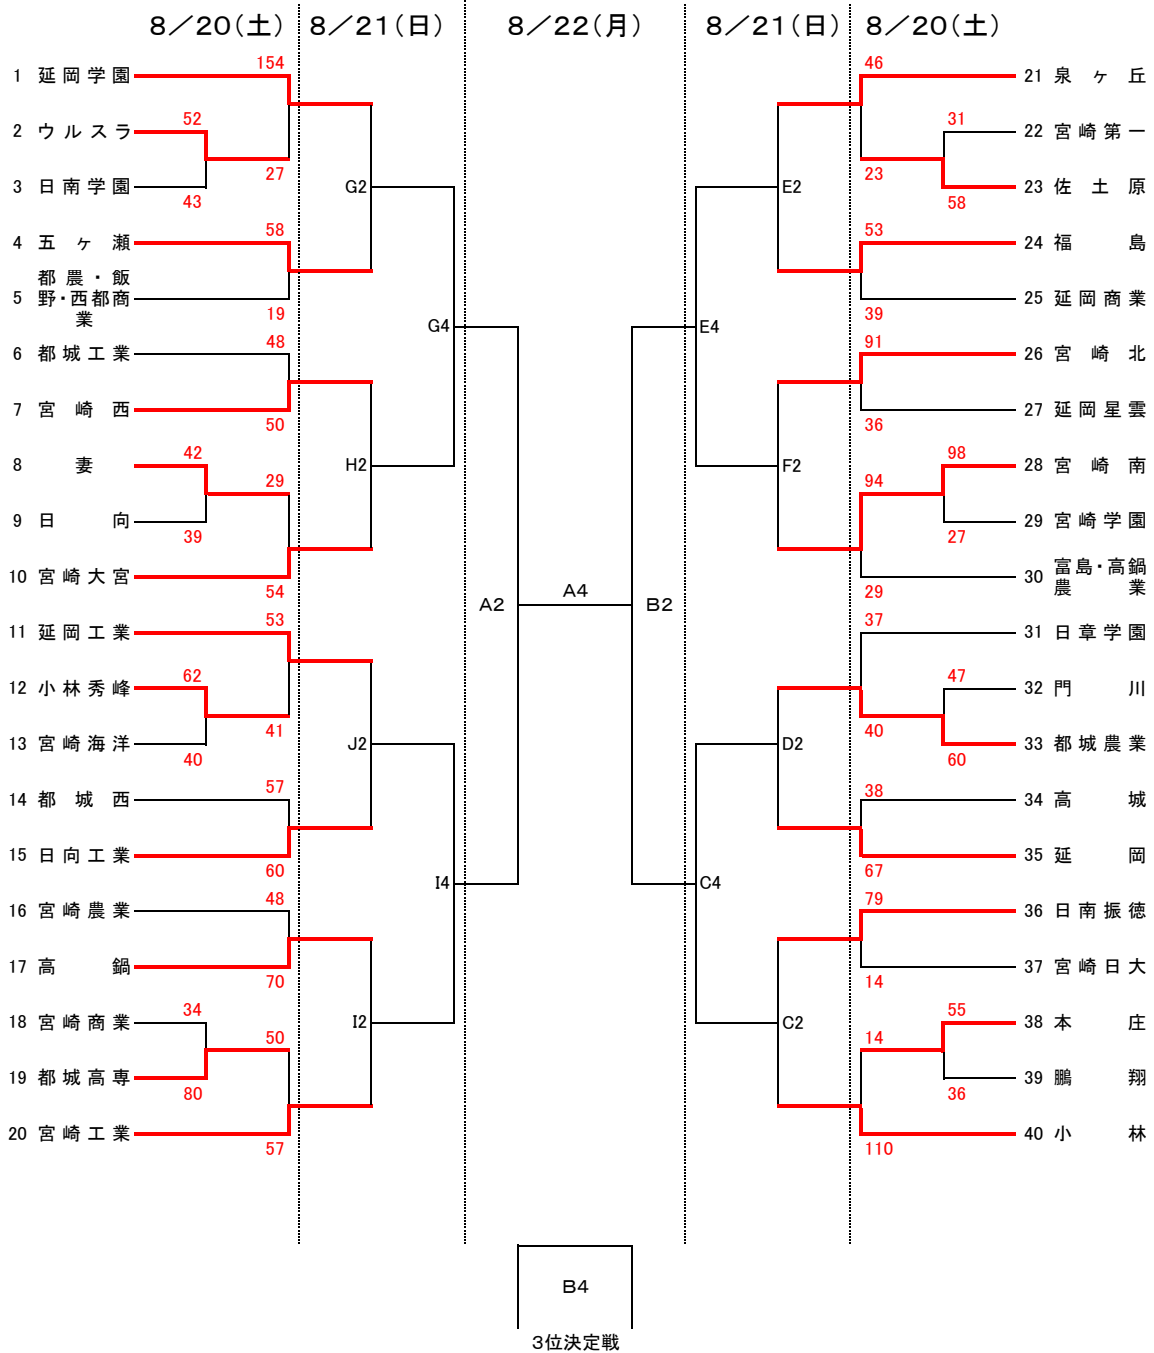 8／20（土）
8／21（日）
8／22（月）
8／21（日）
8／20（土）
1 延岡学園
154
2 ウルスラ
52
27
3 日南学園
43
G2
4 五ヶ瀬
58
5 都農・飯
野・西都商
業
19
G4
6 都城工業
48
7 宮崎西
50
8 妻
42
29
H2
9 日向
39
10 宮崎大宮
54
A2
11 延岡工業
53
12 小林秀峰
62
41
13 宮崎海洋
40
J2
14 都城西
57
15 日向工業
60
I4
16 宮崎農業
48
17 高鍋
70
18 宮崎商業
34
50
I2
19 都城高専
80
20 宮崎工業
57
A4
B2
46
21 泉ヶ丘
31
22 宮崎第一
E2
23
58
23 佐土原
53
24 福島
39
25 延岡商業
E4
91
26 宮崎北
36
27 延岡星雲
F2
94
98
28 宮崎南
27
29 宮崎学園
29
30 富島・高鍋
農業
37
31 日章学園
47
32 門川
D2
40
60
33 都城農業
38
34 高城
67
35 延岡
C4
79
36 日南振徳
14
37 宮崎日大
C2
14
55
38 本庄
36
39 鵬翔
110
40 小林
B4
3位決定戦